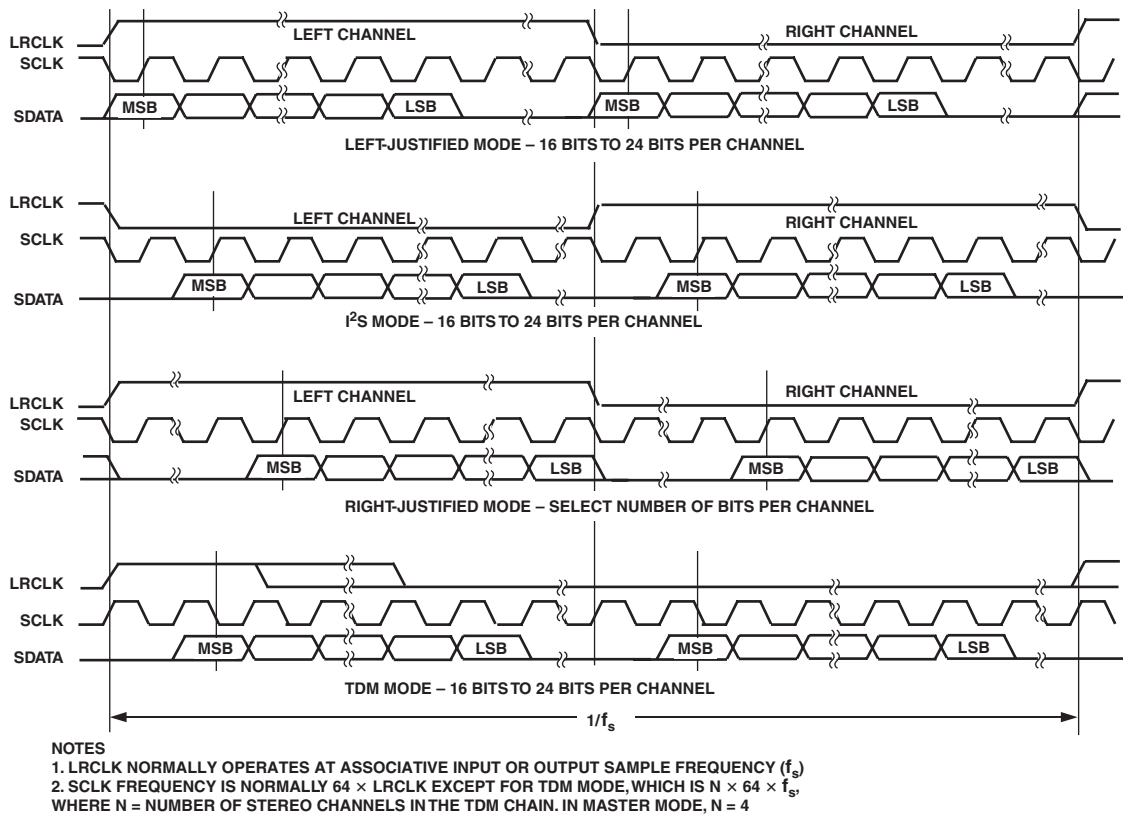 LRCLK
LEFT CHANNEL
RIGHT CHANNEL
SCLK
SDATA
MSB
LSB
MSB
LSB
LEFT-JUSTIFIED MODE – 16 BITS TO 24 BITS PER CHANNEL
LRCLK
LEFT CHANNEL
RIGHT CHANNEL
SCLK
SDATA
MSB
LSB
MSB
LSB
I²S MODE – 16 BITS TO 24 BITS PER CHANNEL
LRCLK
LEFT CHANNEL
RIGHT CHANNEL
SCLK
SDATA
MSB
LSB
MSB
LSB
RIGHT-JUSTIFIED MODE – SELECT NUMBER OF BITS PER CHANNEL
LRCLK
SCLK
SDATA
MSB
LSB
MSB
LSB
TDM MODE – 16 BITS TO 24 BITS PER CHANNEL
1/fs
NOTES
1. LRCLK NORMALLY OPERATES AT ASSOCIATIVE INPUT OR OUTPUT SAMPLE FREQUENCY (fs)
2. SCLK FREQUENCY IS NORMALLY 64 × LRCLK EXCEPT FOR TDM MODE, WHICH IS N × 64 × fs,
WHERE N = NUMBER OF STEREO CHANNELS IN THE TDM CHAIN. IN MASTER MODE, N = 4